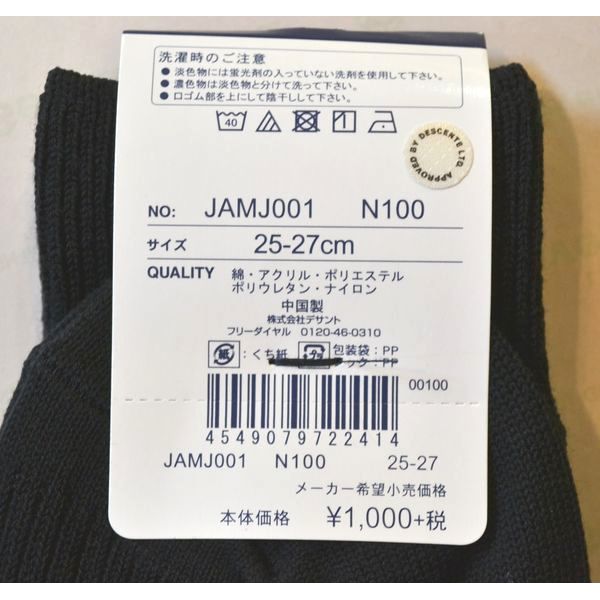 洗濯時のご注意
● 淡色物には蛍光剤の入っていない洗剤を使用して下さい。
● 濃色物は淡色物と分けて洗って下さい。
● 口ゴム部を上にして陰干しして下さい。
40
APPROVED BY DESCENTE LTD.
NO: JAMJ001 N100
サイズ 25-27cm
QUALITY 綿・アクリル・ポリエステル
ポリウレタン・ナイロン
中国製
株式会社デサント
フリーダイヤル 0120-46-0310
紙 : くち紙 プラ 包装袋 : PP
フック : PP
00100
4549079722414
JAMJ001 N100 25-27
メーカー希望小売価格
本体価格 ¥1,000+税